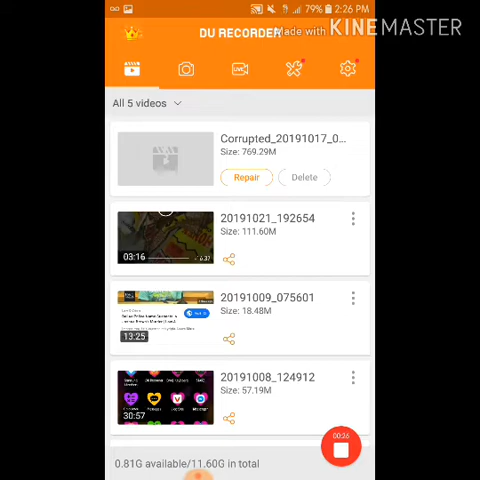 79% 2:26 PM
DU RECORDER
Made with KINEMASTER
LIVE
All 5 videos
Corrupted_20191017_0...
Size: 769.29M
Repair
Delete
20191021_192654
Size: 111.60M
03:16
20191009_075601
Size: 18.48M
13:25
20191008_124912
Size: 57.19M
30:57
00:26
0.81G available/11.60G in total